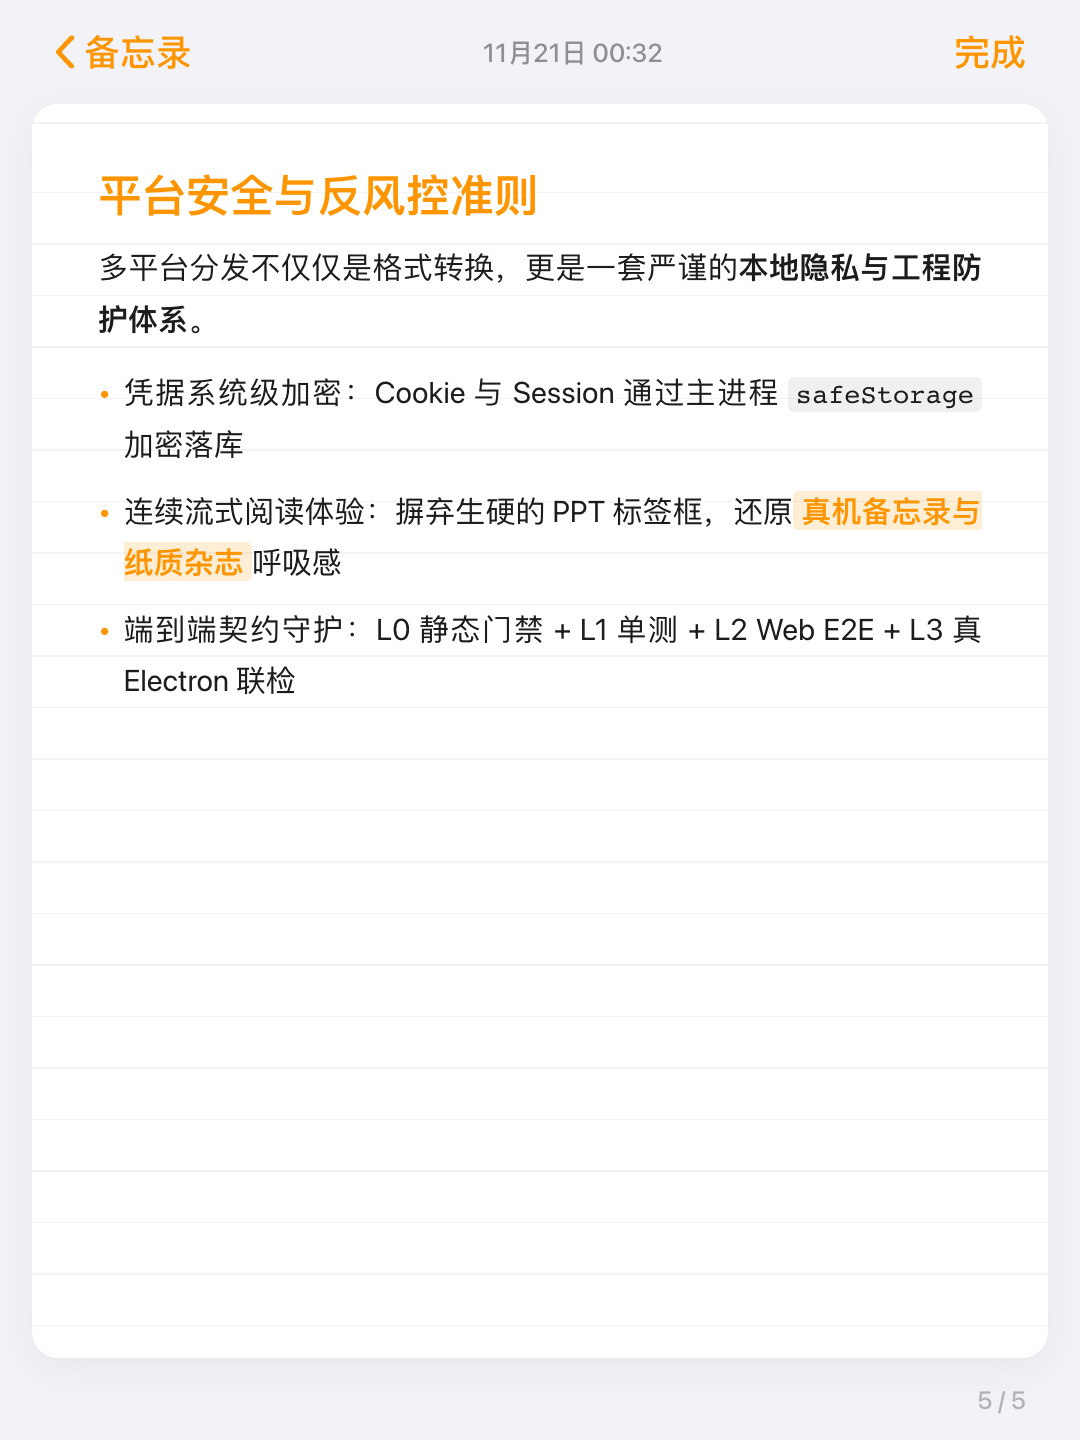 备忘录
11月21日 00:32
完成
平台安全与反风控准则
多平台分发不仅仅是格式转换，更是一套严谨的本地隐私与工程防
护体系。
• 凭据系统级加密：Cookie 与 Session 通过主进程 safeStorage
加密落库
• 连续流式阅读体验：摒弃生硬的 PPT 标签框，还原真机备忘录与
纸质杂志呼吸感
• 端到端契约守护：L0 静态门禁 + L1 单测 + L2 Web E2E + L3 真
Electron 联检
5 / 5